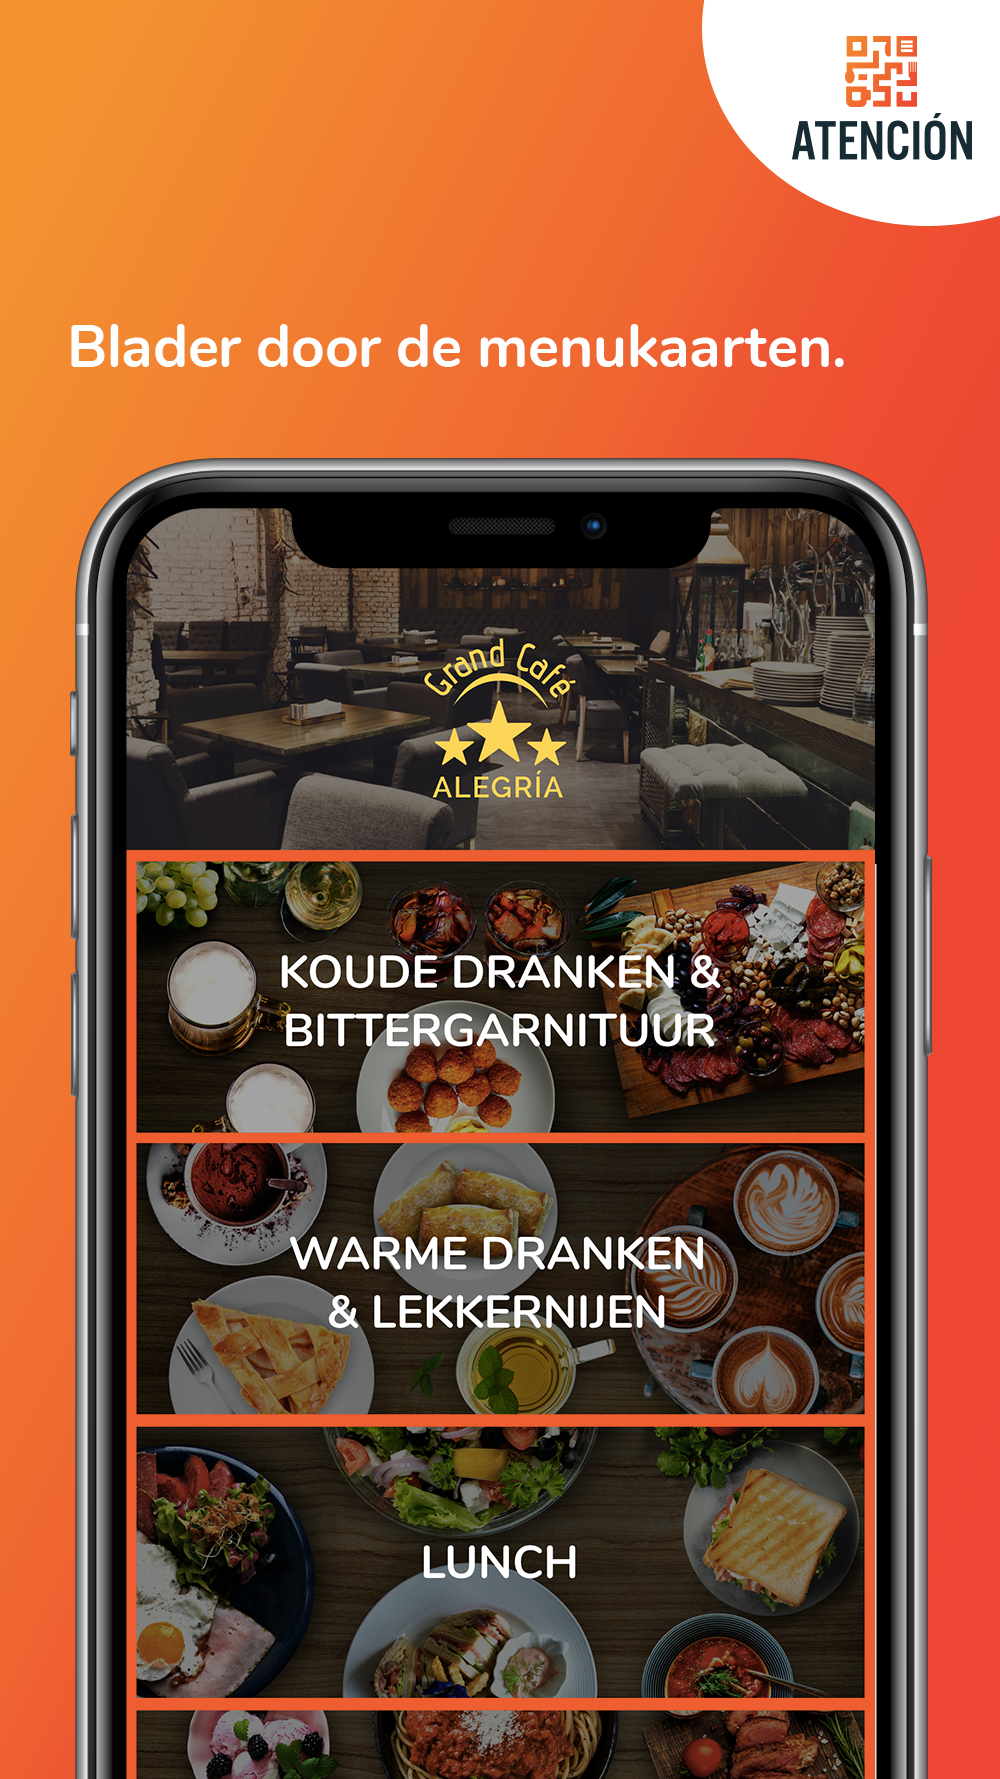 ATENCIÓN
Blader door de menukaarten.
Grand Café
ALEGRÍA
KOUDE DRANKEN &
BITTERGARNITUUR
WARME DRANKEN
& LEKKERNIJEN
LUNCH